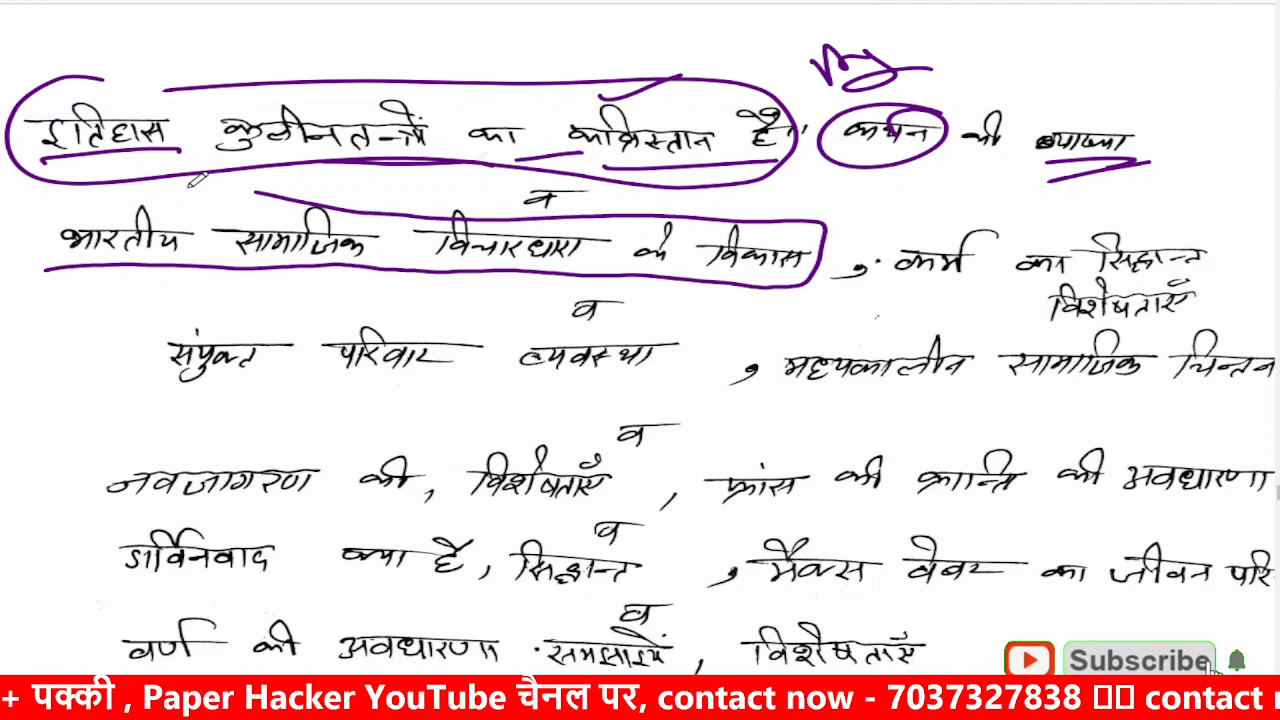 इतिहास कुलीनतन्त्रों का कब्रिस्तान है" कथन की व्याख्या
व
भारतीय सामाजिक विचारधारा के विकास, कर्म का सिद्धान्त
व विशेषताएँ
संयुक्त परिवार व्यवस्था, मध्यकालीन सामाजिक चिन्तन
व
नवजागरण की, विशेषताएँ, फ्रांस की क्रान्ति की अवधारणा
व
डार्विनवाद क्या है, सिद्धान्त, मैक्स वेबर का जीवन परि
व
वर्ण की अवधारणा समस्यायें, विशेषताएँ
Subscribe
+ पक्की , Paper Hacker YouTube चैनल पर, contact now - 7037327838 contact n